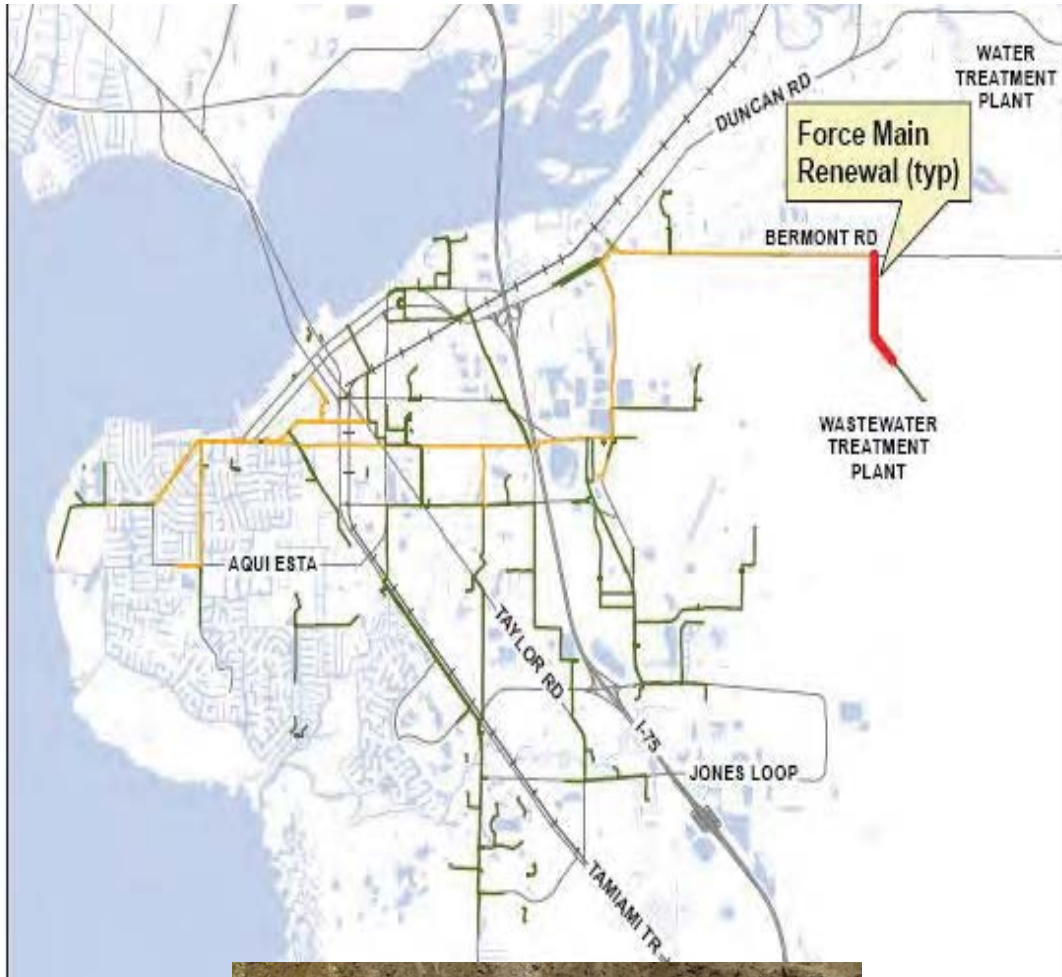 WATER
TREATMENT
PLANT
DUNCAN RD
Force Main
Renewal (typ)
BERMONT RD
WASTEWATER
TREATMENT
PLANT
AQUI ESTA
TAYLOR RD
I-75
JONES LOOP
TAMIAMI TR